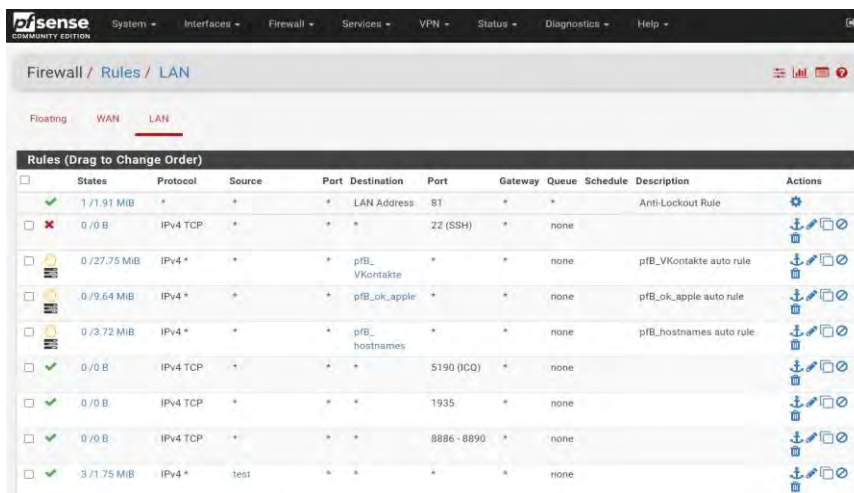 pfsense
COMMUNITY EDITION
System Interfaces Firewall Services VPN Status Diagnostics Help
Firewall / Rules / LAN
Floating WAN LAN
Rules (Drag to Change Order)
States Protocol Source Port Destination Port Gateway Queue Schedule Description Actions
1 /1.91 MiB * * * LAN Address 81 * * Anti-Lockout Rule
0 /0 B IPv4 TCP * * * 22 (SSH) * none
0 /27.75 MiB IPv4 * * * pfB_ * * none pfB_VKontakte auto rule
VKontakte
0 /9.64 MiB IPv4 * * * pfB_ok_apple * * none pfB_ok_apple auto rule
0 /3.72 MiB IPv4 * * * pfB_ * * none pfB_hostnames auto rule
hostnames
0 /0 B IPv4 TCP * * * 5190 (ICQ) * none
0 /0 B IPv4 TCP * * * 1935 * none
0 /0 B IPv4 TCP * * * 8886 - 8890 * none
3 /1.75 MiB IPv4 * test * * * * none